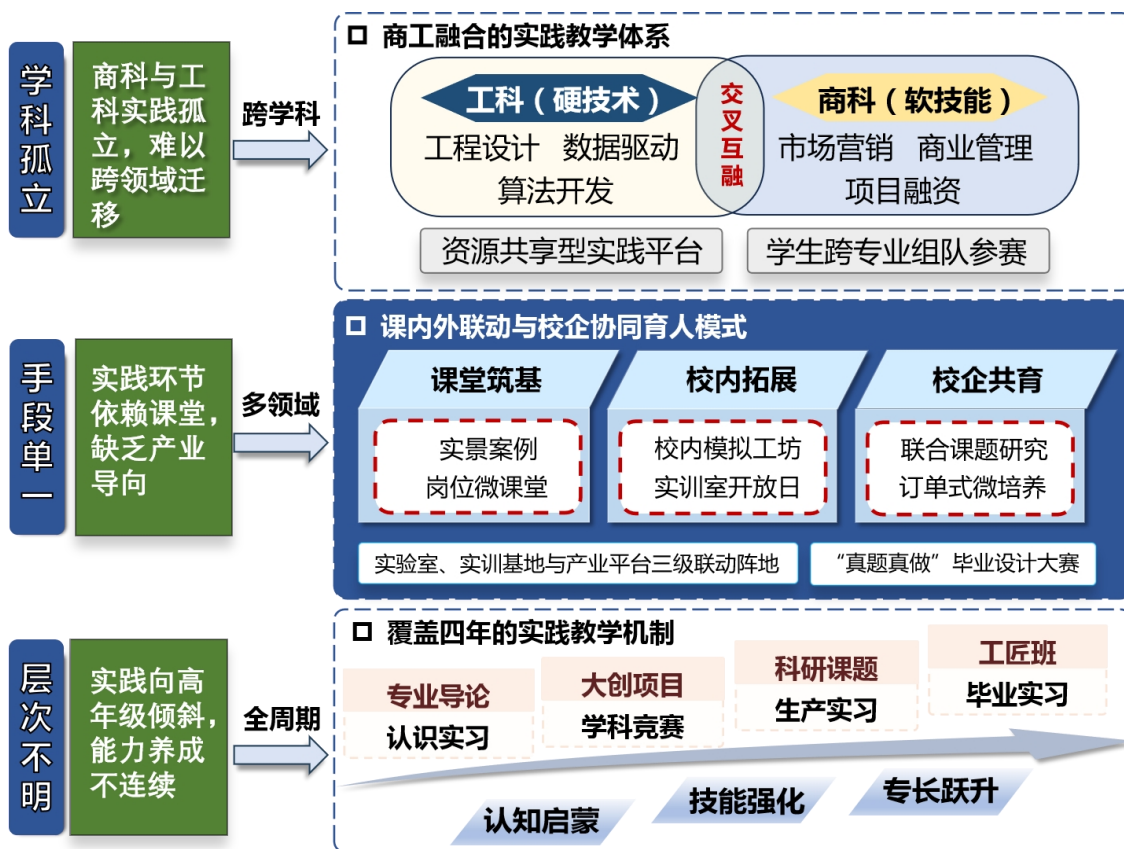 学科孤立
商科与工
科实践孤
立，难以
跨领域迁
移
跨学科
商工融合的实践教学体系
工科（硬技术）
工程设计 数据驱动
算法开发
交叉互融
商科（软技能）
市场营销 商业管理
项目融资
资源共享型实践平台
学生跨专业组队参赛
手段单一
实践环节
依赖课堂，
缺乏产业
导向
多领域
课内外联动与校企协同育人模式
课堂筑基
实景案例
岗位微课堂
校内拓展
校内模拟工坊
实训室开放日
校企共育
联合课题研究
订单式微培养
实验室、实训基地与产业平台三级联动阵地
“真题真做”毕业设计大赛
层次不明
实践向高
年级倾斜，
能力养成
不连续
全周期
覆盖四年的实践教学机制
专业导论
认识实习
大创项目
学科竞赛
科研课题
生产实习
工匠班
毕业实习
认知启蒙
技能强化
专长跃升